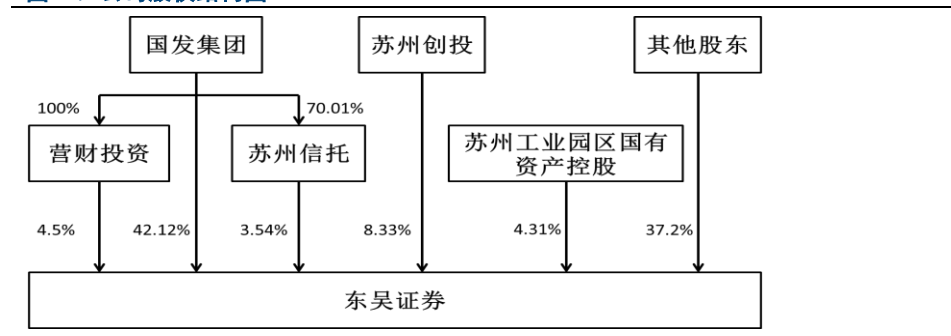 国发集团
苏州创投
其他股东
100%
70.01%
营财投资
苏州信托
苏州工业园区国有
资产控股
4.5%
42.12%
3.54%
8.33%
4.31%
37.2%
东吴证券